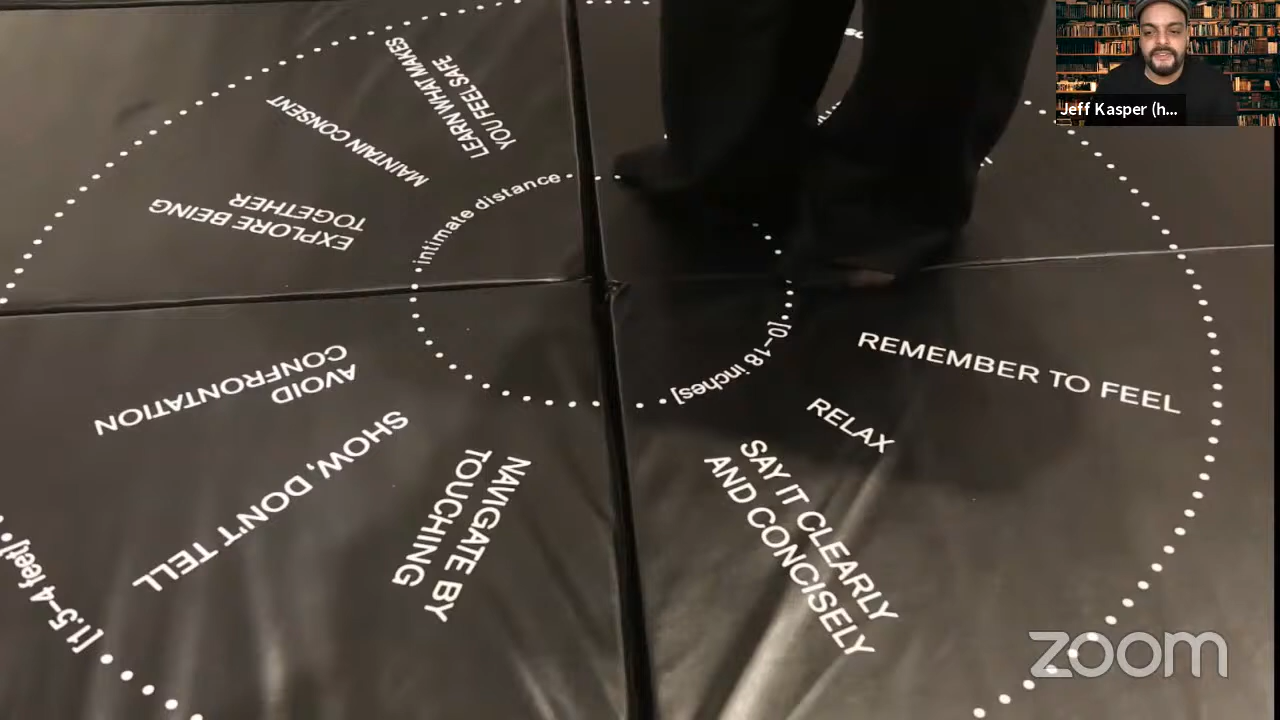 Jeff Kasper (h...
LEARN WHAT MAKES
YOU FEEL SAFE
MAINTAIN CONSENT
EXPLORE BEING
TOGETHER
intimate distance
[0-18 inches]
REMEMBER TO FEEL
RELAX
SAY IT CLEARLY
AND CONCISELY
NAVIGATE BY
TOUCHING
SHOW, DON'T TELL
AVOID
CONFRONTATION
[1.5-4 feet]
zoom